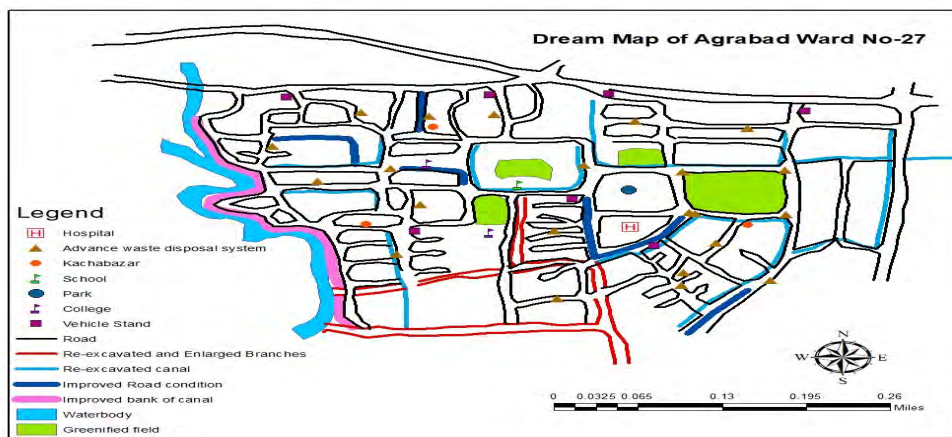 Dream Map of Agrabad Ward No-27
Legend
H Hospital
Advance waste disposal system
Kachabazar
School
Park
College
Vehicle Stand
Road
Re-excavated and Enlarged Branches
Re-excavated canal
Improved Road condition
Improved bank of canal
Waterbody
Greenified field
H
N
W E
S
0 0.0325 0.065 0.13 0.195 0.26
Miles